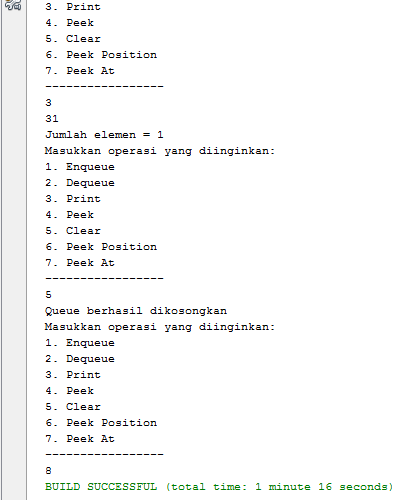 3. Print
4. Peek
5. Clear
6. Peek Position
7. Peek At
-----------------
3
31
Jumlah elemen = 1
Masukkan operasi yang diinginkan:
1. Enqueue
2. Dequeue
3. Print
4. Peek
5. Clear
6. Peek Position
7. Peek At
-----------------
5
Queue berhasil dikosongkan
Masukkan operasi yang diinginkan:
1. Enqueue
2. Dequeue
3. Print
4. Peek
5. Clear
6. Peek Position
7. Peek At
-----------------
8
BUILD SUCCESSFUL (total time: 1 minute 16 seconds)